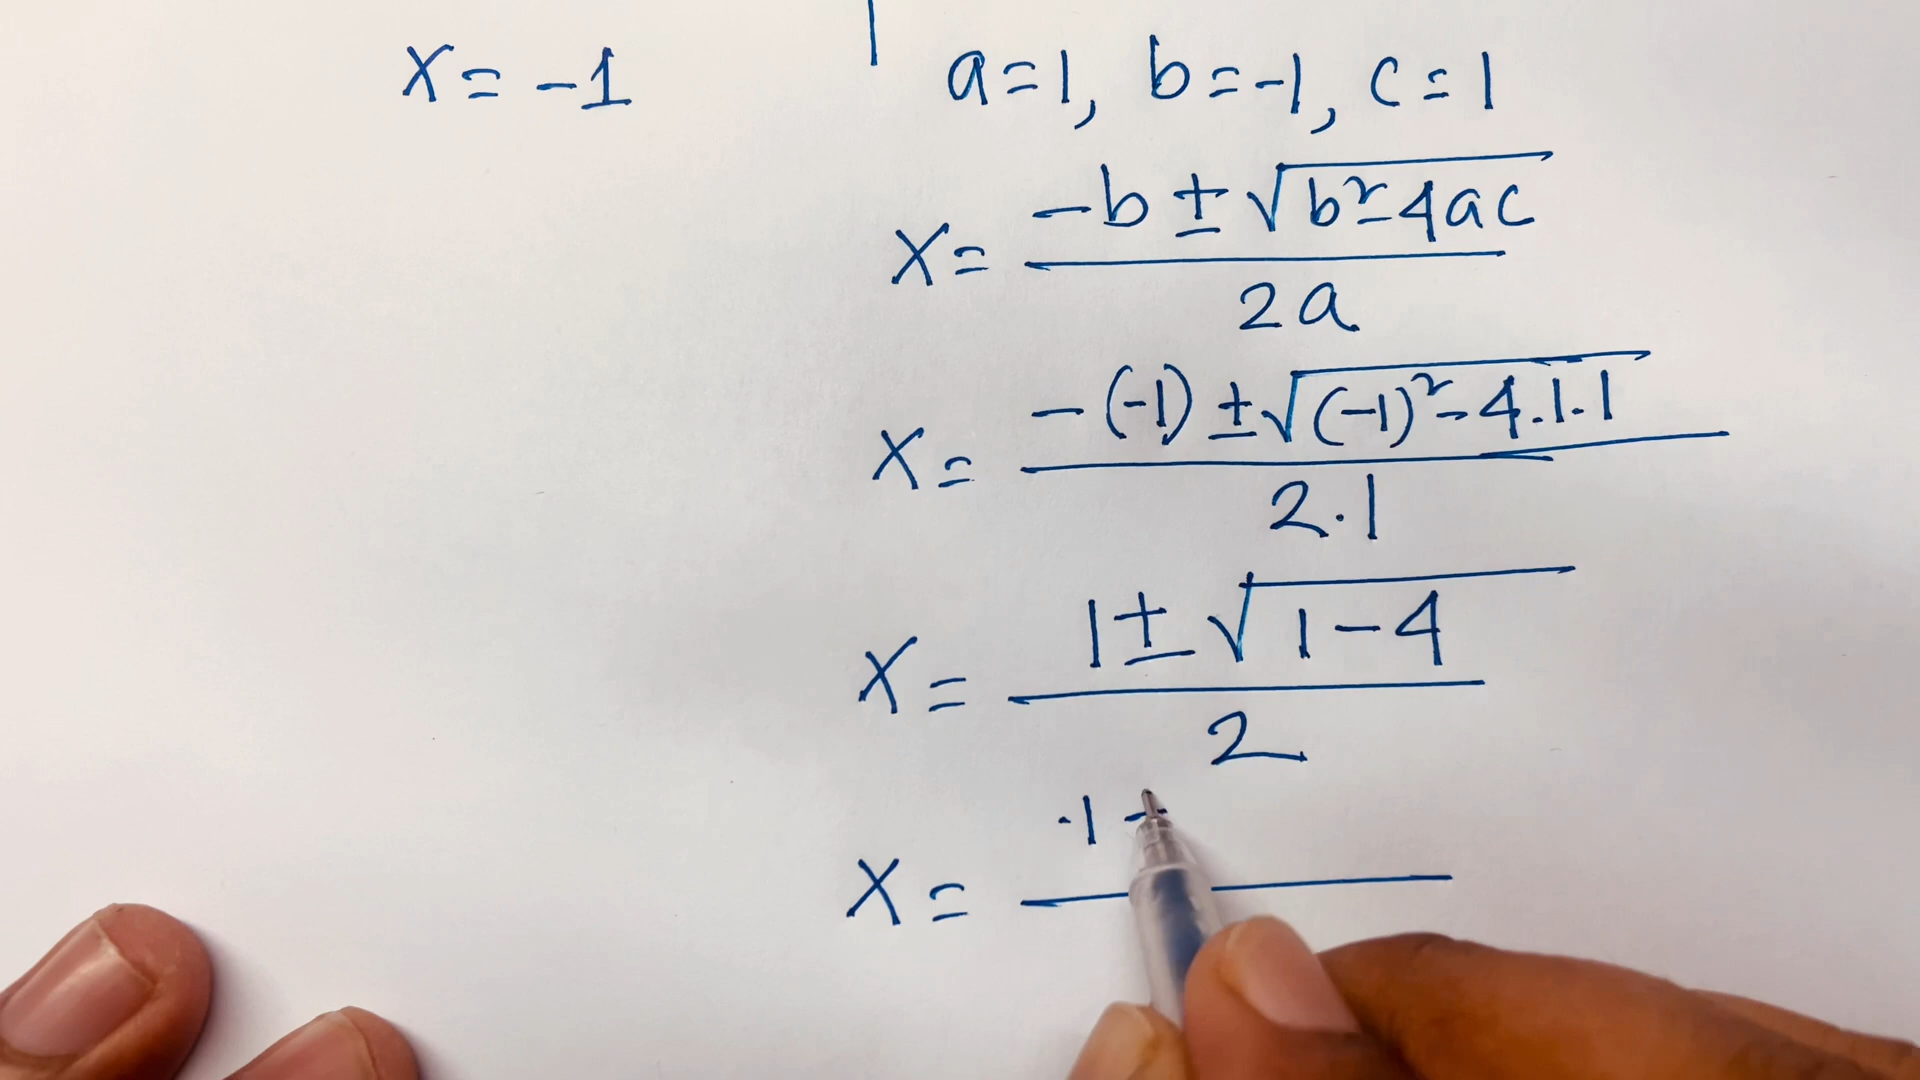 x = -1
a=1, b=-1, c=1
x = (-b ± √(b²-4ac)) / 2a
x = (-(-1) ± √((-1)²-4.1.1)) / 2.1
x = (1 ± √(1-4)) / 2
x = ·1 -